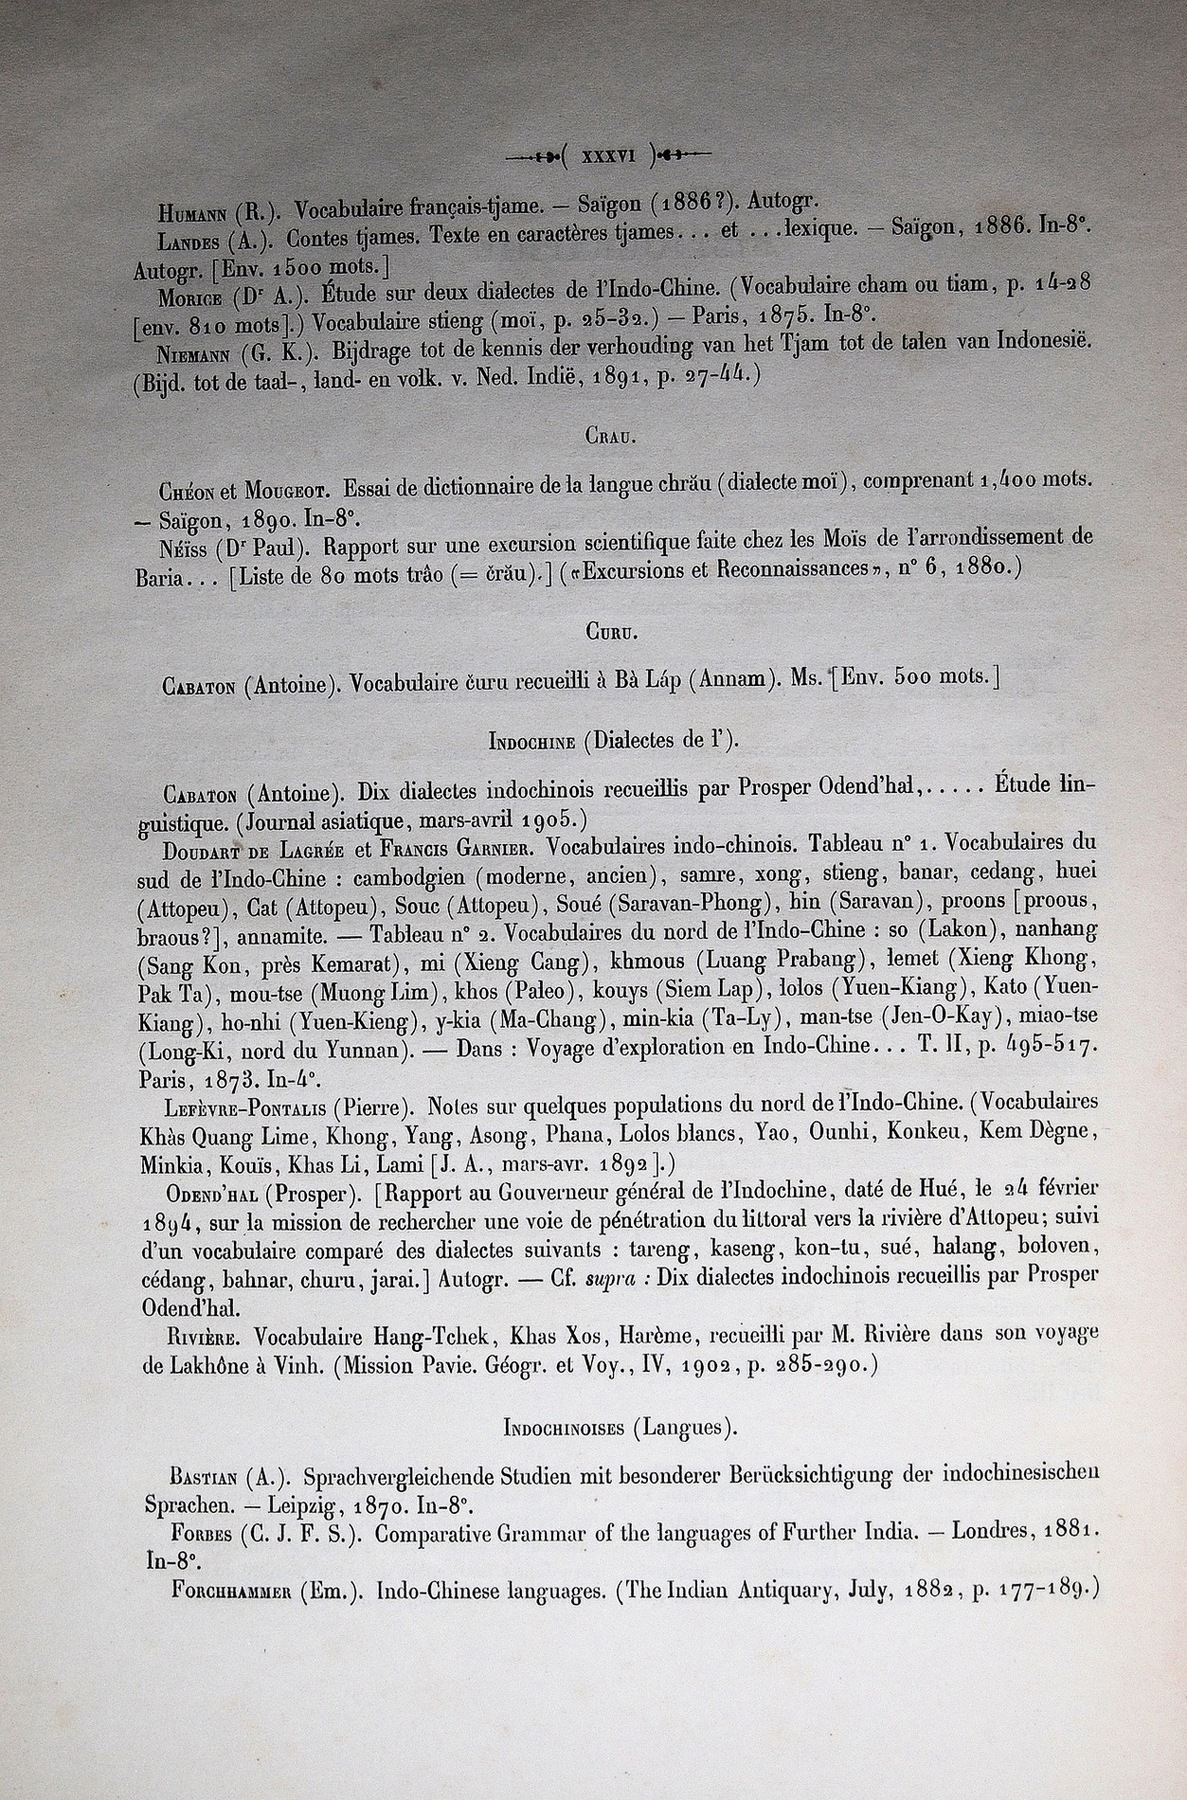 ( XXXVI )
HUMANN (R.). Vocabulaire français-tjame. — Saïgon (1886?). Autogr.
LANDES (A.). Contes tjames. Texte en caractères tjames... et ...lexique. — Saïgon, 1886. In-8°.
Autogr. [Env. 1500 mots.]
MORICE (Dr A.). Étude sur deux dialectes de l'Indo-Chine. (Vocabulaire cham ou tiam, p. 14-28
[env. 810 mots].) Vocabulaire stieng (moï, p. 25-32.) — Paris, 1875. In-8°.
NIEMANN (G. K.). Bijdrage tot de kennis der verhouding van het Tjam tot de talen van Indonesië.
(Bijd. tot de taal-, land- en volk. v. Ned. Indië, 1891, p. 27-44.)
CRAU.
CHÉON et MOUGEOT. Essai de dictionnaire de la langue chrău (dialecte moï), comprenant 1,400 mots.
— Saïgon, 1890. In-8°.
NÉÏSS (Dr Paul). Rapport sur une excursion scientifique faite chez les Moïs de l'arrondissement de
Baria... [Liste de 80 mots trâo (= črău).] («Excursions et Reconnaissances», n° 6, 1880.)
CURU.
CABATON (Antoine). Vocabulaire čuru recueilli à Bà Láp (Annam). Ms. [Env. 500 mots.]
INDOCHINE (Dialectes de l').
CABATON (Antoine). Dix dialectes indochinois recueillis par Prosper Odend'hal,..... Étude lin-
guistique. (Journal asiatique, mars-avril 1905.)
DOUDART DE LAGRÉE et FRANCIS GARNIER. Vocabulaires indo-chinois. Tableau n° 1. Vocabulaires du
sud de l'Indo-Chine : cambodgien (moderne, ancien), samre, xong, stieng, banar, cedang, huei
(Attopeu), Cat (Attopeu), Souc (Attopeu), Soué (Saravan-Phong), hin (Saravan), proons [proous,
braous?], annamite. — Tableau n° 2. Vocabulaires du nord de l'Indo-Chine : so (Lakon), nanhang
(Sang Kon, près Kemarat), mi (Xieng Cang), khmous (Luang Prabang), lemet (Xieng Khong,
Pak Ta), mou-tse (Muong Lim), khos (Paleo), kouys (Siem Lap), lolos (Yuen-Kiang), Kato (Yuen-
Kiang), ho-nhi (Yuen-Kieng), y-kia (Ma-Chang), min-kia (Ta-Ly), man-tse (Jen-O-Kay), miao-tse
(Long-Ki, nord du Yunnan). — Dans : Voyage d'exploration en Indo-Chine... T. II, p. 495-517.
Paris, 1873. In-4°.
LEFÈVRE-PONTALIS (Pierre). Notes sur quelques populations du nord de l'Indo-Chine. (Vocabulaires
Khàs Quang Lime, Khong, Yang, Asong, Phana, Lolos blancs, Yao, Ounhi, Konkeu, Kem Dègne,
Minkia, Kouïs, Khas Li, Lami [J. A., mars-avr. 1892].)
ODEND'HAL (Prosper). [Rapport au Gouverneur général de l'Indochine, daté de Hué, le 24 février
1894, sur la mission de rechercher une voie de pénétration du littoral vers la rivière d'Attopeu; suivi
d'un vocabulaire comparé des dialectes suivants : tareng, kaseng, kon-tu, sué, halang, boloven,
cédang, bahnar, churu, jarai.] Autogr. — Cf. supra : Dix dialectes indochinois recueillis par Prosper
Odend'hal.
RIVIÈRE. Vocabulaire Hang-Tchek, Khas Xos, Harème, recueilli par M. Rivière dans son voyage
de Lakhône à Vinh. (Mission Pavie. Géogr. et Voy., IV, 1902, p. 285-290.)
INDOCHINOISES (Langues).
BASTIAN (A.). Sprachvergleichende Studien mit besonderer Berücksichtigung der indochinesischen
Sprachen. — Leipzig, 1870. In-8°.
FORBES (C. J. F. S.). Comparative Grammar of the languages of Further India. — Londres, 1881.
In-8°.
FORCHHAMMER (Em.). Indo-Chinese languages. (The Indian Antiquary, July, 1882, p. 177-189.)